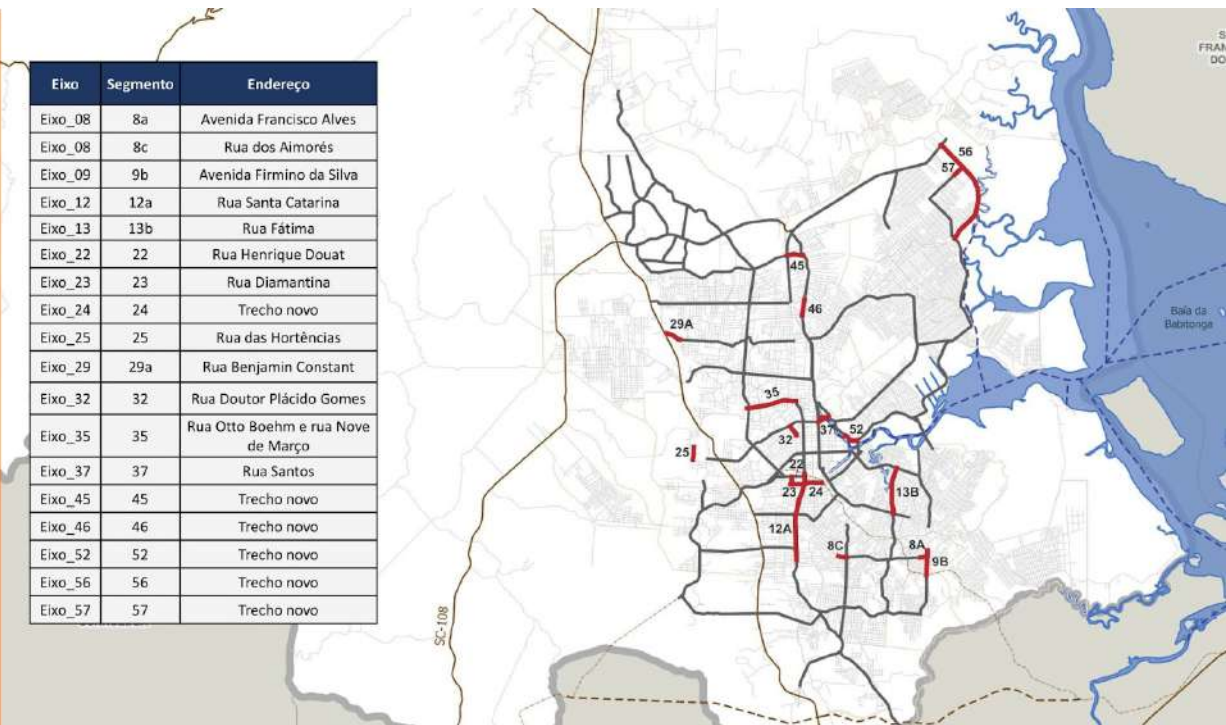 Eixo Segmento Endereço
Eixo_08 8a Avenida Francisco Alves
Eixo_08 8c Rua dos Aimorés
Eixo_09 9b Avenida Firmino da Silva
Eixo_12 12a Rua Santa Catarina
Eixo_13 13b Rua Fátima
Eixo_22 22 Rua Henrique Douat
Eixo_23 23 Rua Diamantina
Eixo_24 24 Trecho novo
Eixo_25 25 Rua das Hortências
Eixo_29 29a Rua Benjamin Constant
Eixo_32 32 Rua Doutor Plácido Gomes
Eixo_35 35 Rua Otto Boehm e rua Nove
de Março
Eixo_37 37 Rua Santos
Eixo_45 45 Trecho novo
Eixo_46 46 Trecho novo
Eixo_52 52 Trecho novo
Eixo_56 56 Trecho novo
Eixo_57 57 Trecho novo
56
57
45
46
29A
35
37
52
32
25
22
23
24
13B
12A
8C
8A
9B
SC-108
Baía da
Babitonga